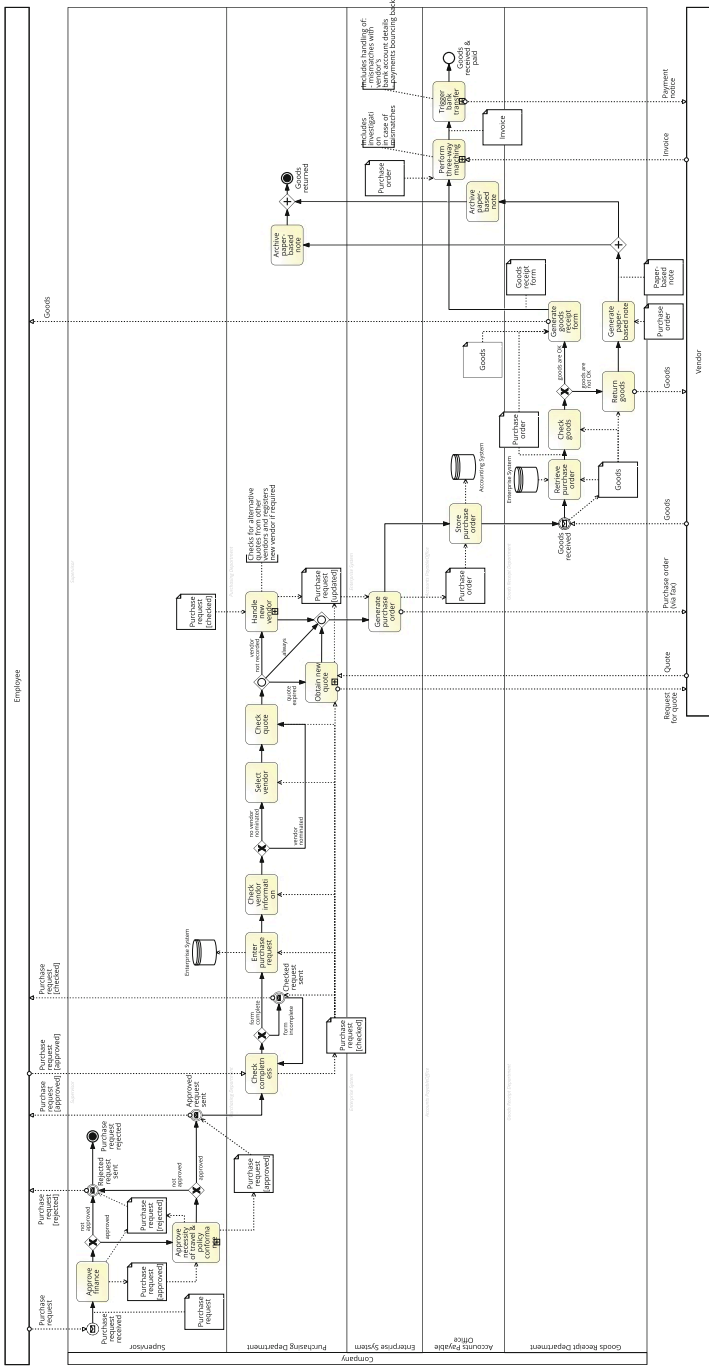 Employee
Company
Supervisor
Purchasing Department
Enterprise System
Accounts Payable
Office
Goods Receipt Department
Vendor
Purchase
request
Purchase
request
received
Purchase
request
Approve
finance
Purchase
request
[approved]
Purchase
request
[rejected]
not
approved
approved
Purchase
request
[rejected]
Rejected
request
sent
Purchase
request
rejected
Approve
necessity
of travel &
policy
conforma
not
approved
approved
Purchase
request
[approved]
Approved
request
sent
Purchase
request
[approved]
Purchase
request
[approved]
Check
completn
ess
form
complete
form
incomplete
Checked
request
sent
Purchase
request
[checked]
Purchase
request
[checked]
Enterprise System
Enter
purchase
request
Check
vendor
informati
on
no vendor
nominated
vendor
nominated
Select
vendor
Check
quote
vendor
not recorded
always
quote
expired
Obtain new
quote
Request
for quote
Quote
Purchase
request
[checked]
Handle
new
vendor
Checks for alternative
quotes from other
vendors and registers
new vendor if required
Purchase
request
[updated]
Generate
purchase
order
Purchase order
(via fax)
Purchase
order
Store
purchase
order
Accounting System
Goods
received
Goods
Enterprise System
Retrieve
purchase
order
Goods
Purchase
order
Check
goods
goods are OK
goods are
not OK
Return
goods
Goods
Goods
Generate
goods
receipt
form
Goods
Goods
receipt
form
Generate
paper-
based note
Purchase
order
Paper-
based
note
Archive
paper-
based
note
Archive
paper-
based
note
Goods
returned
Purchase
order
Perform
three-way
matching
Includes
investigati
on
in case of
mismatches
Invoice
Invoice
Trigger
bank
transfer
Includes handling of:
- mismatches with
vendor's
bank account details
- payments bouncing back
Payment
notice
Goods
received &
paid